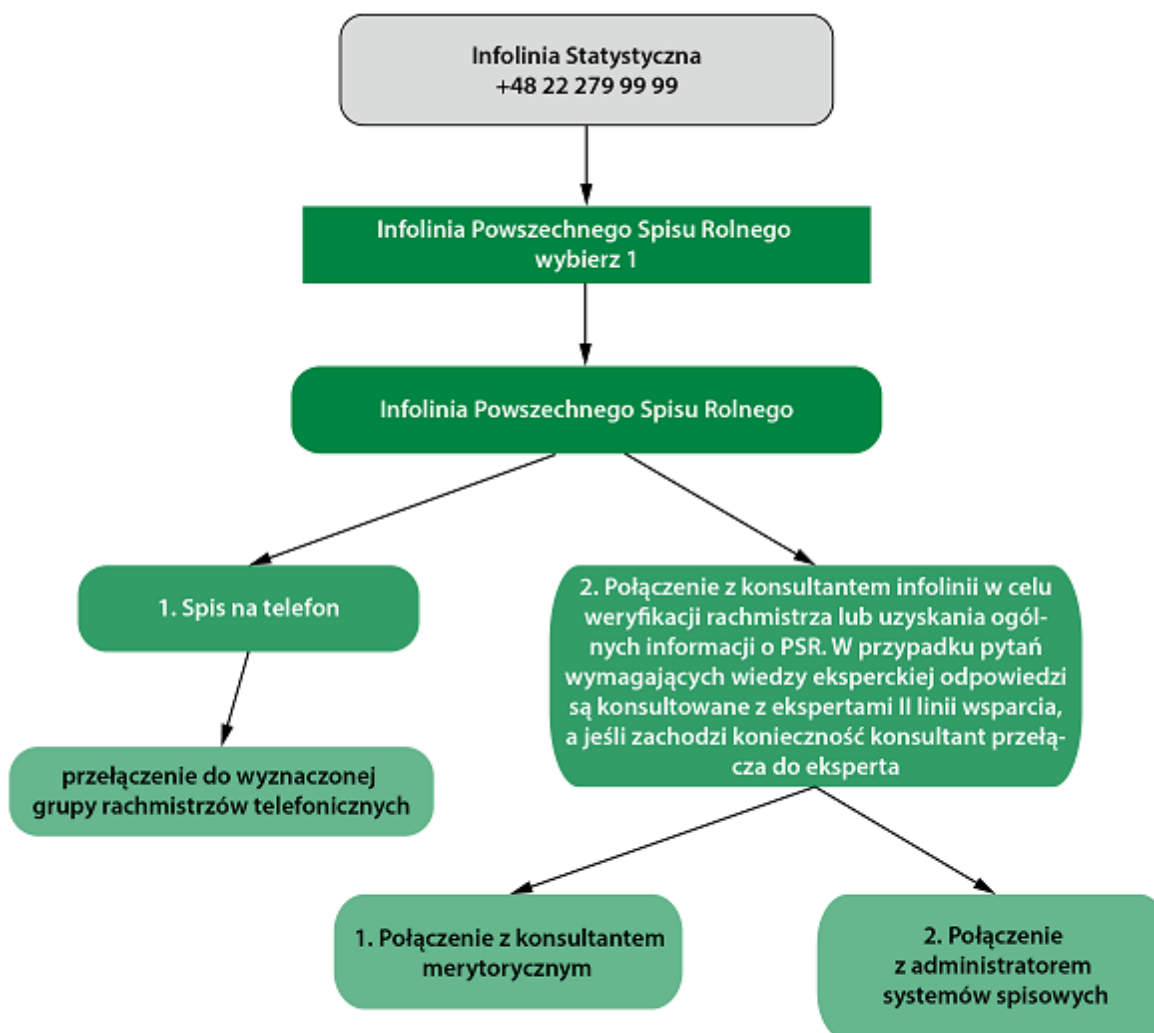 Infolinia Statystyczna
+48 22 279 99 99
Infolinia Powszechnego Spisu Rolnego
wybierz 1
Infolinia Powszechnego Spisu Rolnego
1. Spis na telefon
2. Połączenie z konsultantem infolinii w celu
weryfikacji rachmistrza lub uzyskania ogól-
nych informacji o PSR. W przypadku pytań
wymagających wiedzy eksperckiej odpowiedzi
są konsultowane z ekspertami II linii wsparcia,
a jeśli zachodzi konieczność konsultant przełą-
cza do eksperta
przełączenie do wyznaczonej
grupy rachmistrzów telefonicznych
1. Połączenie z konsultantem
merytorycznym
2. Połączenie
z administratorem
systemów spisowych